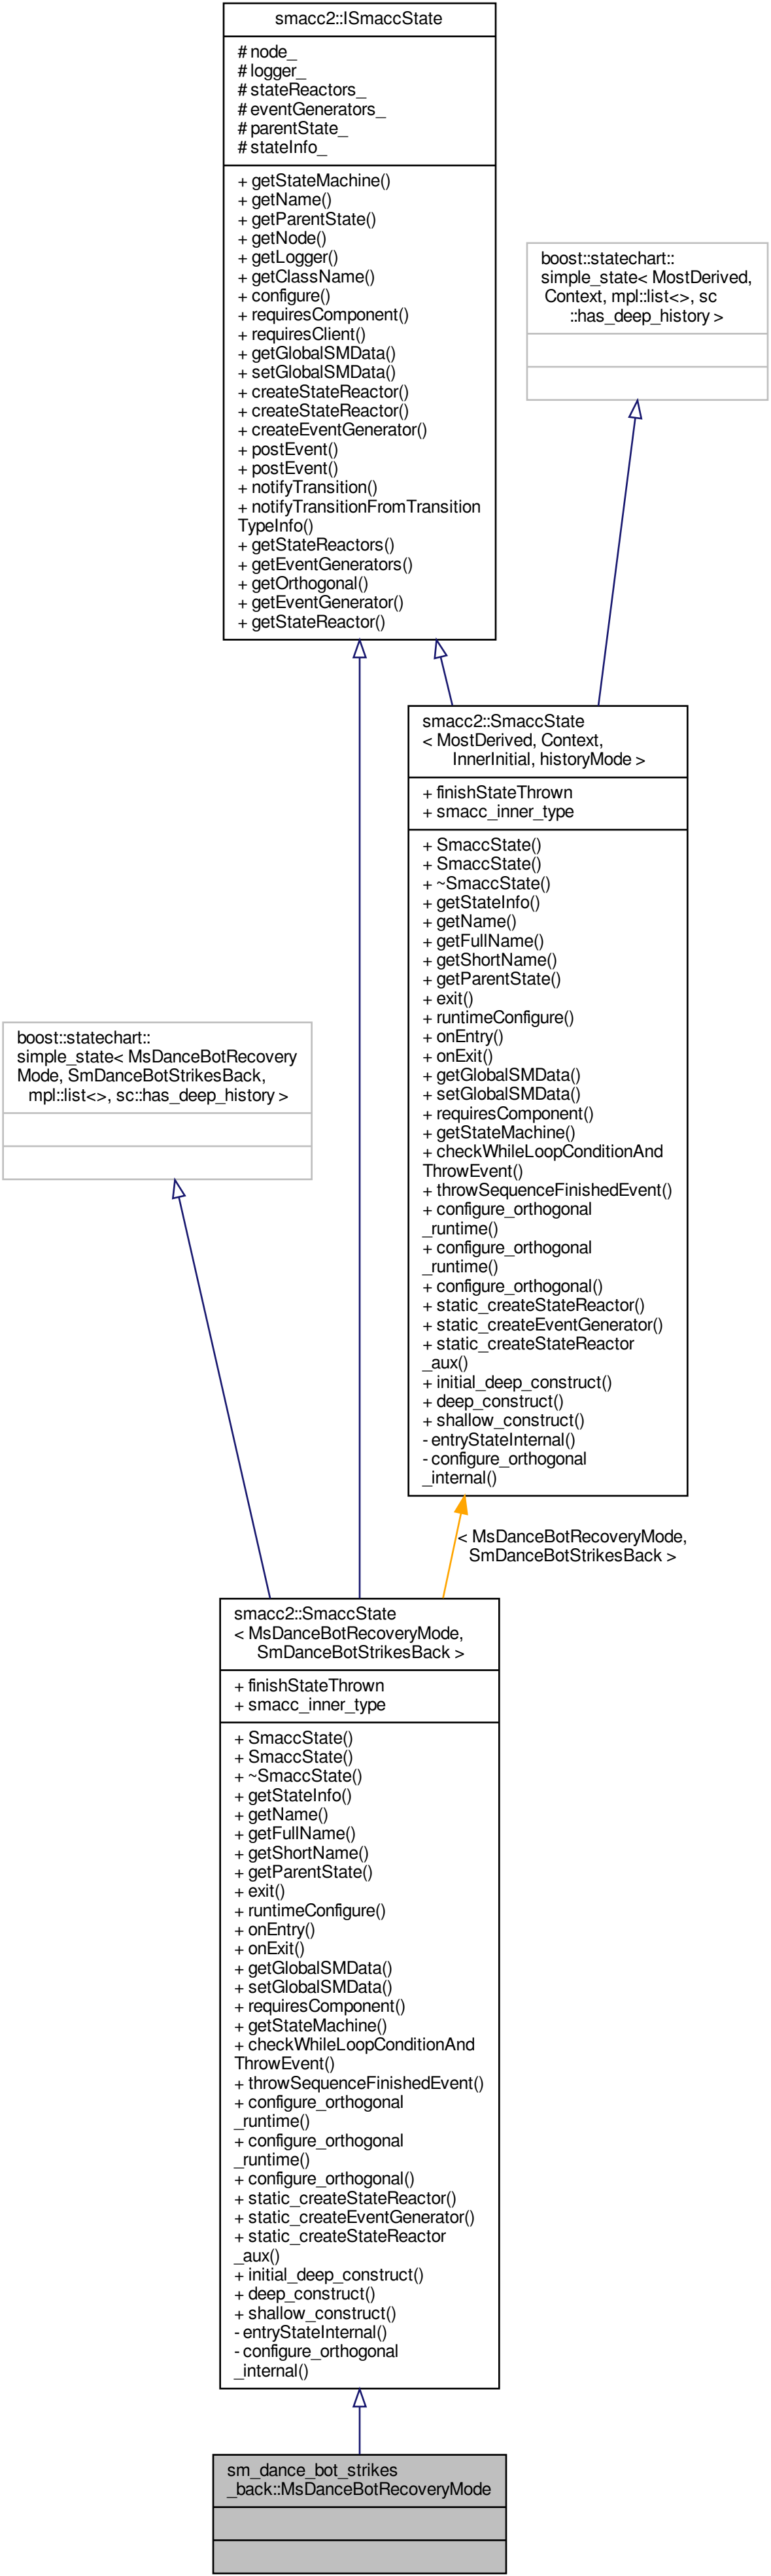 smacc2::ISmaccState
# node_
# logger_
# stateReactors_
# eventGenerators_
# parentState_
# stateInfo_
+ getStateMachine()
+ getName()
+ getParentState()
+ getNode()
+ getLogger()
+ getClassName()
+ configure()
+ requiresComponent()
+ requiresClient()
+ getGlobalSMData()
+ setGlobalSMData()
+ createStateReactor()
+ createStateReactor()
+ createEventGenerator()
+ postEvent()
+ postEvent()
+ notifyTransition()
+ notifyTransitionFromTransition
TypeInfo()
+ getStateReactors()
+ getEventGenerators()
+ getOrthogonal()
+ getEventGenerator()
+ getStateReactor()
boost::statechart::
simple_state< MostDerived,
Context, mpl::list<>, sc
::has_deep_history >
smacc2::SmaccState
< MostDerived, Context,
InnerInitial, historyMode >
+ finishStateThrown
+ smacc_inner_type
+ SmaccState()
+ SmaccState()
+ ~SmaccState()
+ getStateInfo()
+ getName()
+ getFullName()
+ getShortName()
+ getParentState()
+ exit()
+ runtimeConfigure()
+ onEntry()
+ onExit()
+ getGlobalSMData()
+ setGlobalSMData()
+ requiresComponent()
+ getStateMachine()
+ checkWhileLoopConditionAnd
ThrowEvent()
+ throwSequenceFinishedEvent()
+ configure_orthogonal
_runtime()
+ configure_orthogonal
_runtime()
+ configure_orthogonal()
+ static_createStateReactor()
+ static_createEventGenerator()
+ static_createStateReactor
_aux()
+ initial_deep_construct()
+ deep_construct()
+ shallow_construct()
- entryStateInternal()
- configure_orthogonal
_internal()
boost::statechart::
simple_state< MsDanceBotRecovery
Mode, SmDanceBotStrikesBack,
mpl::list<>, sc::has_deep_history >
< MsDanceBotRecoveryMode,
SmDanceBotStrikesBack >
smacc2::SmaccState
< MsDanceBotRecoveryMode,
SmDanceBotStrikesBack >
+ finishStateThrown
+ smacc_inner_type
+ SmaccState()
+ SmaccState()
+ ~SmaccState()
+ getStateInfo()
+ getName()
+ getFullName()
+ getShortName()
+ getParentState()
+ exit()
+ runtimeConfigure()
+ onEntry()
+ onExit()
+ getGlobalSMData()
+ setGlobalSMData()
+ requiresComponent()
+ getStateMachine()
+ checkWhileLoopConditionAnd
ThrowEvent()
+ throwSequenceFinishedEvent()
+ configure_orthogonal
_runtime()
+ configure_orthogonal
_runtime()
+ configure_orthogonal()
+ static_createStateReactor()
+ static_createEventGenerator()
+ static_createStateReactor
_aux()
+ initial_deep_construct()
+ deep_construct()
+ shallow_construct()
- entryStateInternal()
- configure_orthogonal
_internal()
sm_dance_bot_strikes
_back::MsDanceBotRecoveryMode